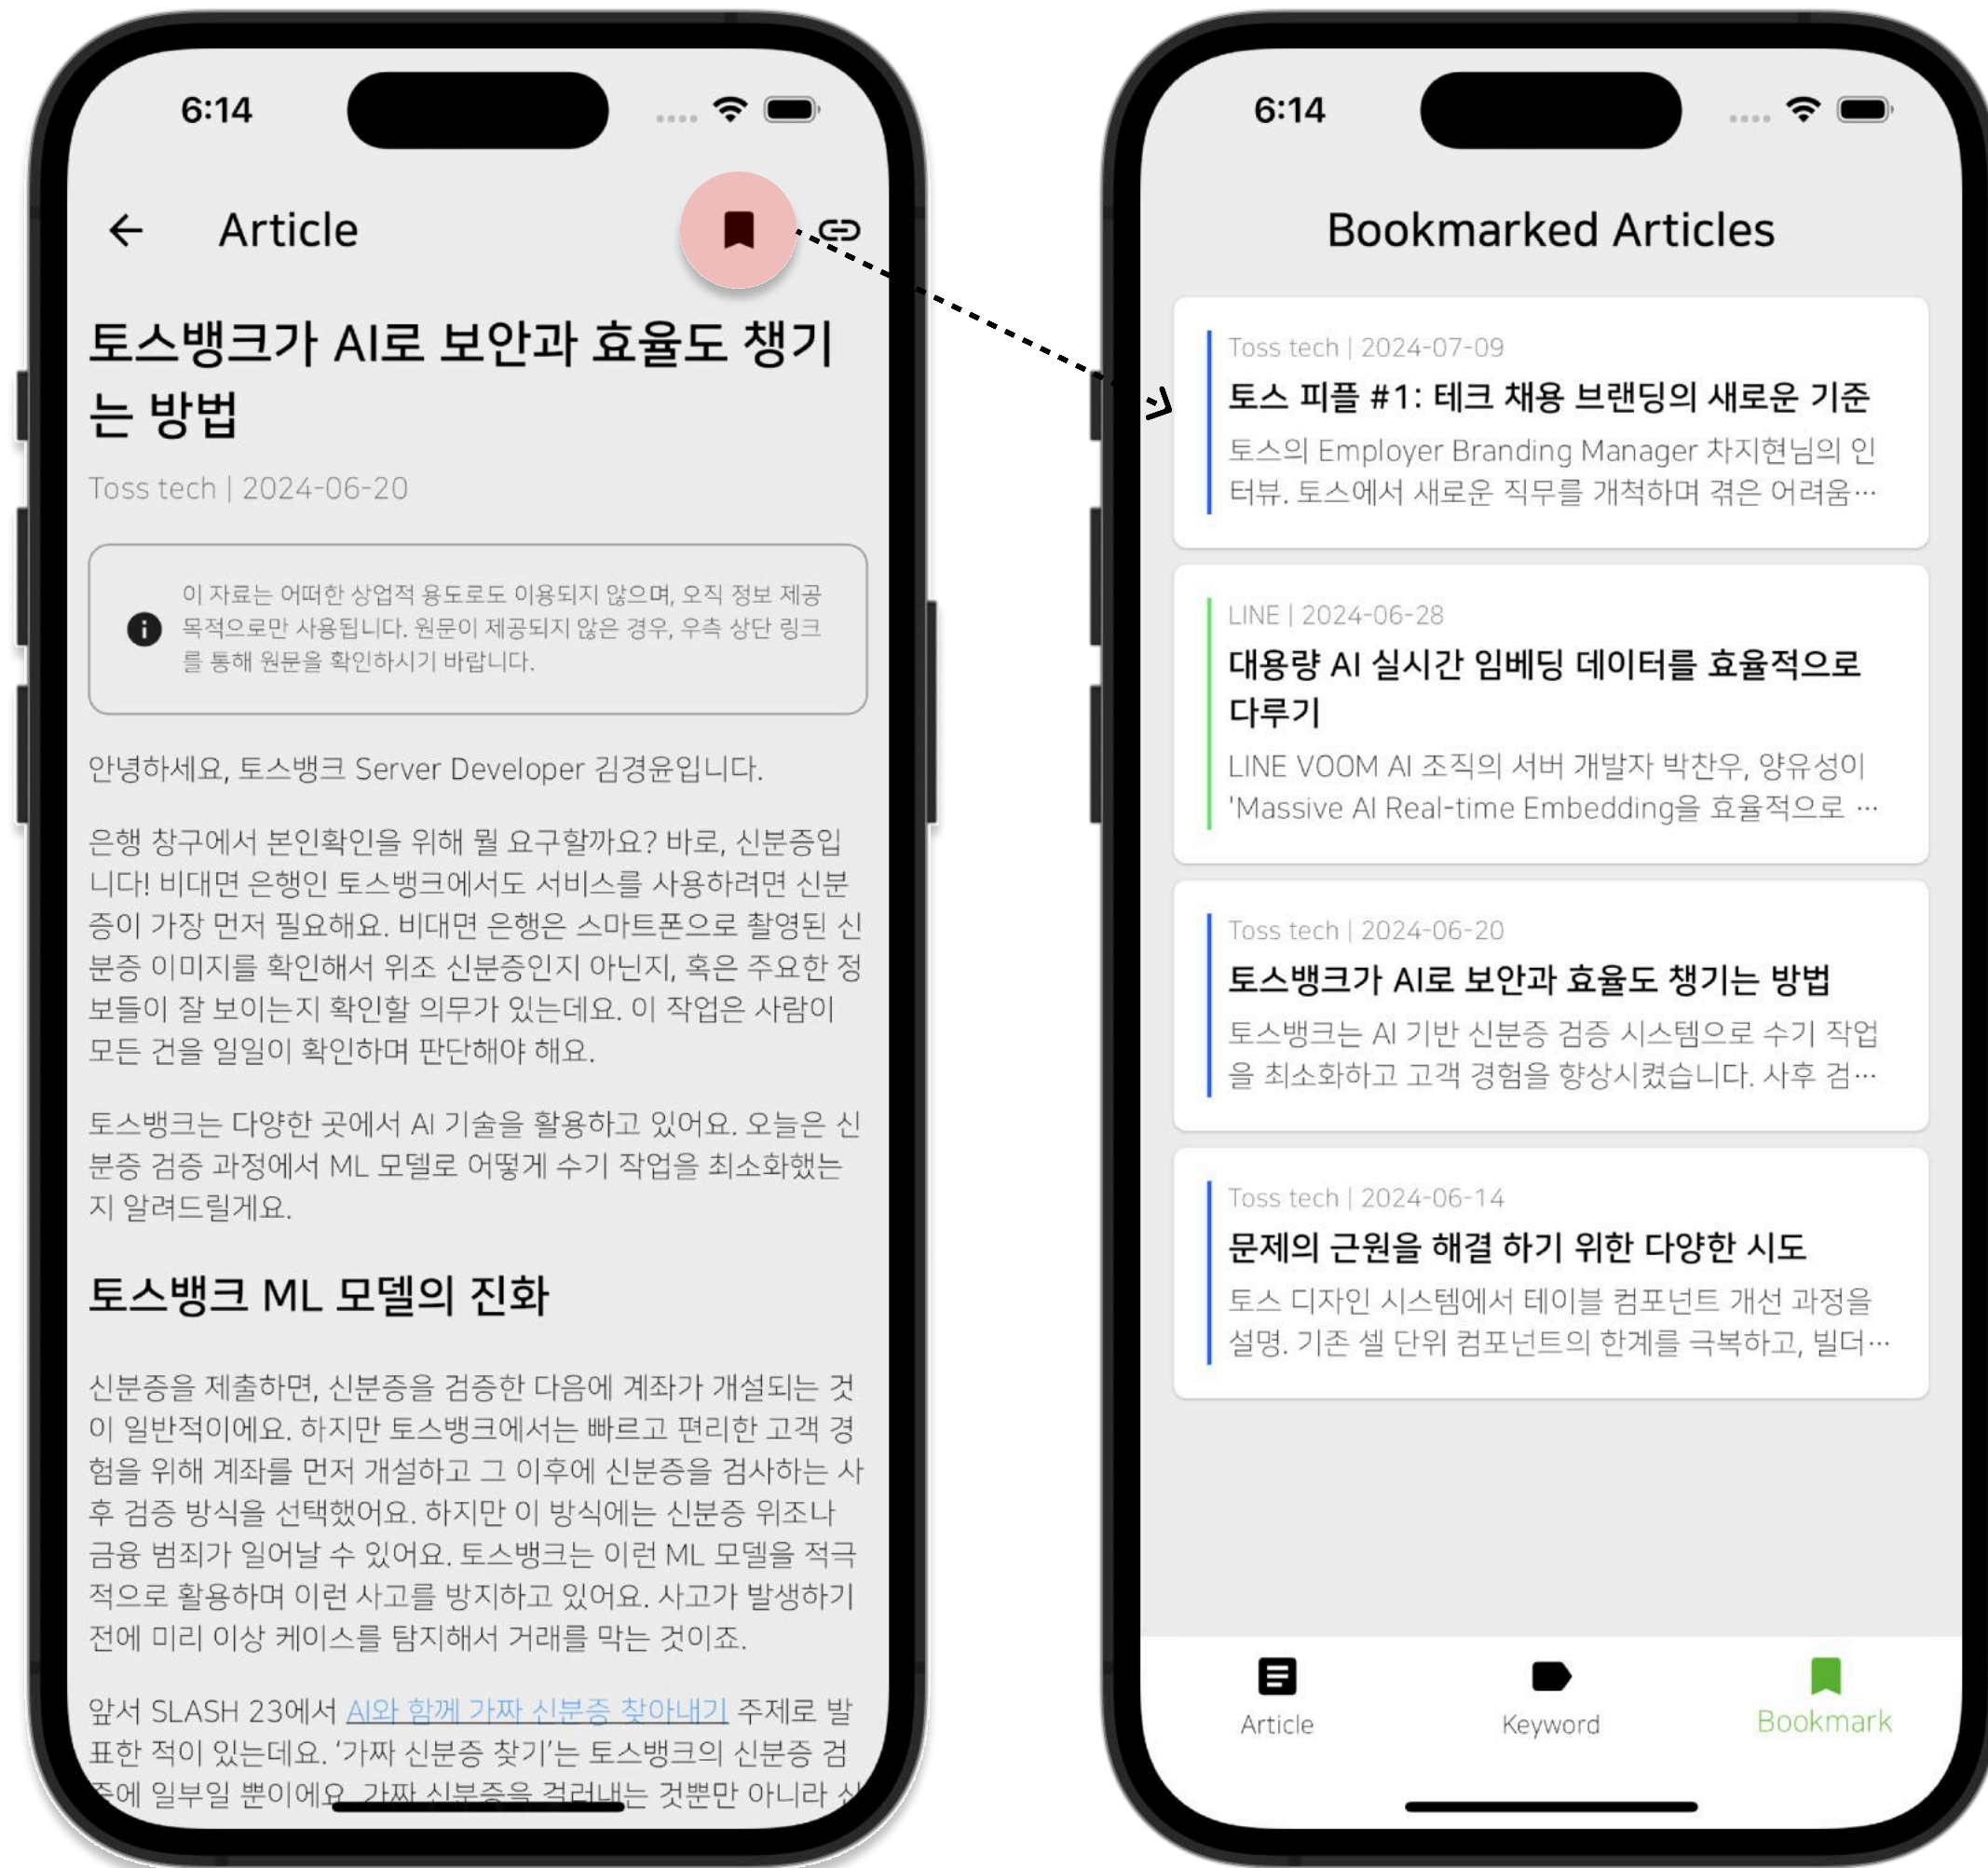 6:14
Article
토스뱅크가 AI로 보안과 효율도 챙기
는 방법
Toss tech | 2024-06-20
이 자료는 어떠한 상업적 용도로도 이용되지 않으며, 오직 정보 제공
목적으로만 사용됩니다. 원문이 제공되지 않은 경우, 우측 상단 링크
를 통해 원문을 확인하시기 바랍니다.
안녕하세요, 토스뱅크 Server Developer 김경윤입니다.
은행 창구에서 본인확인을 위해 뭘 요구할까요? 바로, 신분증입
니다! 비대면 은행인 토스뱅크에서도 서비스를 사용하려면 신분
증이 가장 먼저 필요해요. 비대면 은행은 스마트폰으로 촬영된 신
분증 이미지를 확인해서 위조 신분증인지 아닌지, 혹은 주요한 정
보들이 잘 보이는지 확인할 의무가 있는데요. 이 작업은 사람이
모든 건을 일일이 확인하며 판단해야 해요.
토스뱅크는 다양한 곳에서 AI 기술을 활용하고 있어요. 오늘은 신
분증 검증 과정에서 ML 모델로 어떻게 수기 작업을 최소화했는
지 알려드릴게요.
토스뱅크 ML 모델의 진화
신분증을 제출하면, 신분증을 검증한 다음에 계좌가 개설되는 것
이 일반적이에요. 하지만 토스뱅크에서는 빠르고 편리한 고객 경
험을 위해 계좌를 먼저 개설하고 그 이후에 신분증을 검사하는 사
후 검증 방식을 선택했어요. 하지만 이 방식에는 신분증 위조나
금융 범죄가 일어날 수 있어요. 토스뱅크는 이런 ML 모델을 적극
적으로 활용하며 이런 사고를 방지하고 있어요. 사고가 발생하기
전에 미리 이상 케이스를 탐지해서 거래를 막는 것이죠.
앞서 SLASH 23에서 AI와 함께 가짜 신분증 찾아내기 주제로 발
표한 적이 있는데요. ‘가짜 신분증 찾기’는 토스뱅크의 신분증 검
증에 일부일 뿐이에요. 가짜 신분증을 걸러내는 것뿐만 아니라
6:14
Bookmarked Articles
Toss tech | 2024-07-09
토스 피플 #1: 테크 채용 브랜딩의 새로운 기준
토스의 Employer Branding Manager 차지현님의 인
터뷰. 토스에서 새로운 직무를 개척하며 겪은 어려움…
LINE | 2024-06-28
대용량 AI 실시간 임베딩 데이터를 효율적으로
다루기
LINE VOOM AI 조직의 서버 개발자 박찬우, 양유성이
'Massive AI Real-time Embedding을 효율적으로 …
Toss tech | 2024-06-20
토스뱅크가 AI로 보안과 효율도 챙기는 방법
토스뱅크는 AI 기반 신분증 검증 시스템으로 수기 작업
을 최소화하고 고객 경험을 향상시켰습니다. 사후 검…
Toss tech | 2024-06-14
문제의 근원을 해결 하기 위한 다양한 시도
토스 디자인 시스템에서 테이블 컴포넌트 개선 과정을
설명. 기존 셀 단위 컴포넌트의 한계를 극복하고, 빌더…
Article
Keyword
Bookmark